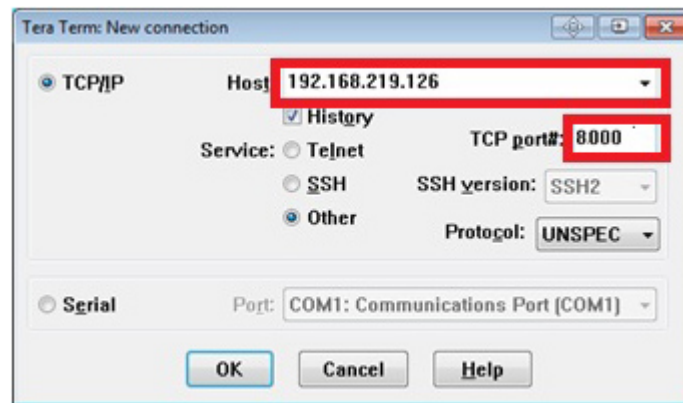 Tera Term: New connection
TCP/IP Host 192.168.219.126
History
Service: Telnet TCP port#: 8000
SSH SSH version: SSH2
Other Protocol: UNSPEC
Serial Port: COM1: Communications Port (COM1)
OK Cancel Help